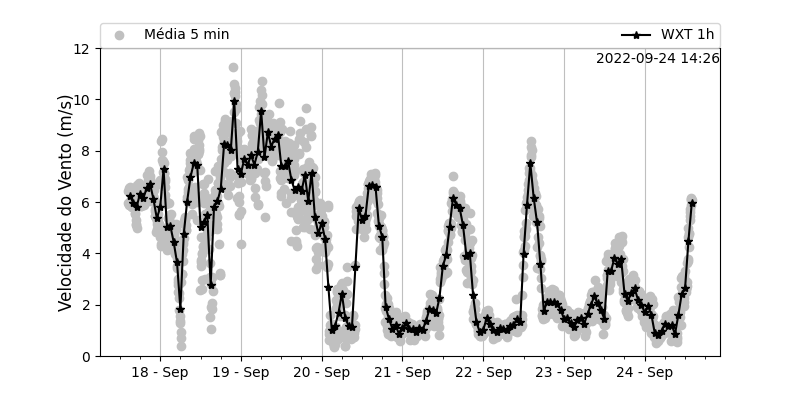 Média 5 min
WXT 1h
2022-09-24 14:26
Velocidade do Vento (m/s)
12
10
8
6
4
2
0
18 - Sep
19 - Sep
20 - Sep
21 - Sep
22 - Sep
23 - Sep
24 - Sep